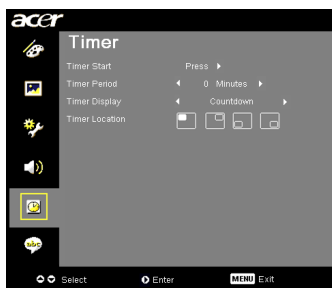 acer
Timer
Timer Start Press
Timer Period 0 Minutes
Timer Display Countdown
Timer Location
abc
Select Enter MENU Exit